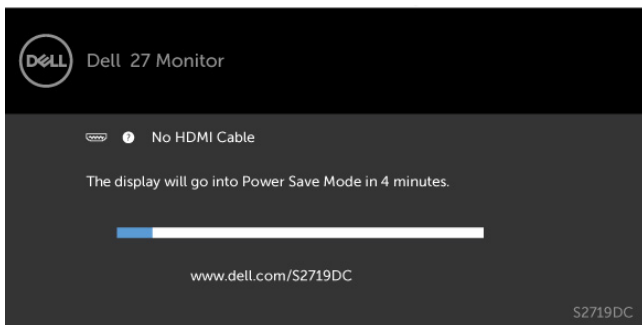 DELL
Dell 27 Monitor
? No HDMI Cable
The display will go into Power Save Mode in 4 minutes.
www.dell.com/S2719DC
S2719DC